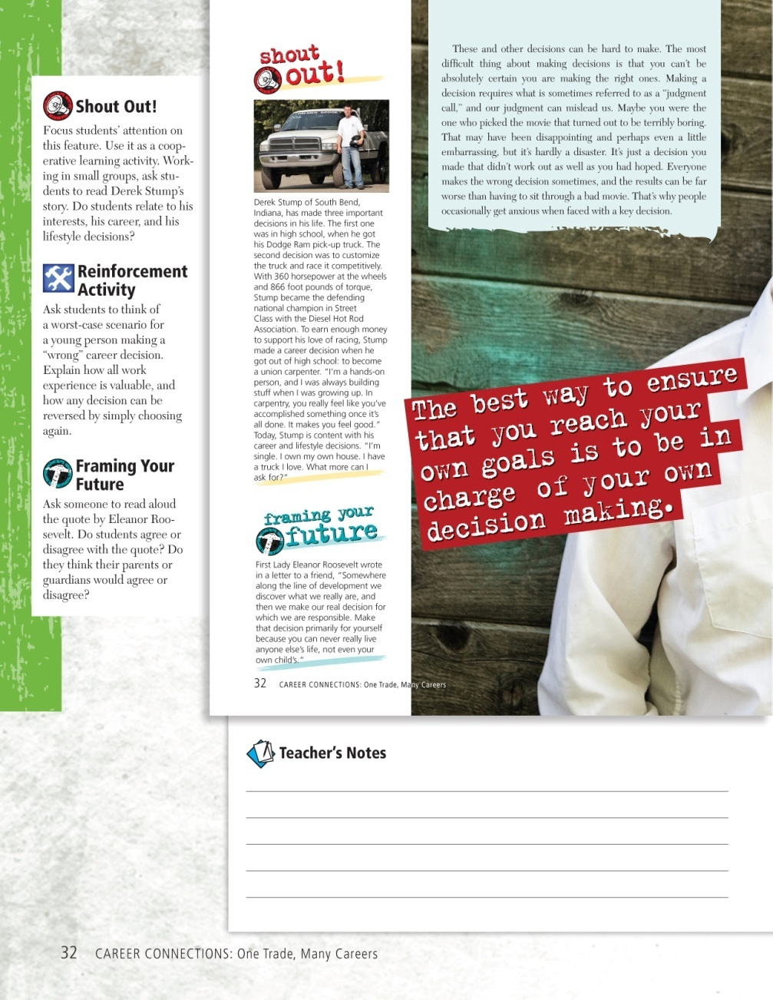 Shout Out!
Focus students’ attention on
this feature. Use it as a coop-
erative learning activity. Work-
ing in small groups, ask stu-
dents to read Derek Stump’s
story. Do students relate to his
interests, his career, and his
lifestyle decisions?
Reinforcement
Activity
Ask students to think of
a worst-case scenario for
a young person making a
“wrong” career decision.
Explain how all work
experience is valuable, and
how any decision can be
reversed by simply choosing
again.
Framing Your
Future
Ask someone to read aloud
the quote by Eleanor Roo-
sevelt. Do students agree or
disagree with the quote? Do
they think their parents or
guardians would agree or
disagree?
shout
out!
Derek Stump of South Bend,
Indiana, has made three important
decisions in his life. The first one
was in high school, when he got
his Dodge Ram pick-up truck. The
second decision was to customize
the truck and race it competitively.
With 360 horsepower at the wheels
and 866 foot pounds of torque,
Stump became the defending
national champion in Street
Class with the Diesel Hot Rod
Association. To earn enough money
to support his love of racing, Stump
made a career decision when he
got out of high school: to become
a union carpenter. “I’m a hands-on
person, and I was always building
stuff when I was growing up. In
carpentry, you really feel like you’ve
accomplished something once it’s
all done. It makes you feel good.”
Today, Stump is content with his
career and lifestyle decisions. “I’m
single. I own my own house. I have
a truck I love. What more can I
ask for?”
framing your
future
First Lady Eleanor Roosevelt wrote
in a letter to a friend, “Somewhere
along the line of development we
discover what we really are, and
then we make our real decision for
which we are responsible. Make
that decision primarily for yourself
because you can never really live
anyone else’s life, not even your
own child’s.”
32 CAREER CONNECTIONS: One Trade, Many Careers
These and other decisions can be hard to make. The most
difficult thing about making decisions is that you can’t be
absolutely certain you are making the right ones. Making a
decision requires what is sometimes referred to as a “judgment
call,” and our judgment can mislead us. Maybe you were the
one who picked the movie that turned out to be terribly boring.
That may have been disappointing and perhaps even a little
embarrassing, but it’s hardly a disaster. It’s just a decision you
made that didn’t work out as well as you had hoped. Everyone
makes the wrong decision sometimes, and the results can be far
worse than having to sit through a bad movie. That’s why people
occasionally get anxious when faced with a key decision.
The best way to ensure
that you reach your
own goals is to be in
charge of your own
decision making.
Teacher’s Notes
32 CAREER CONNECTIONS: One Trade, Many Careers